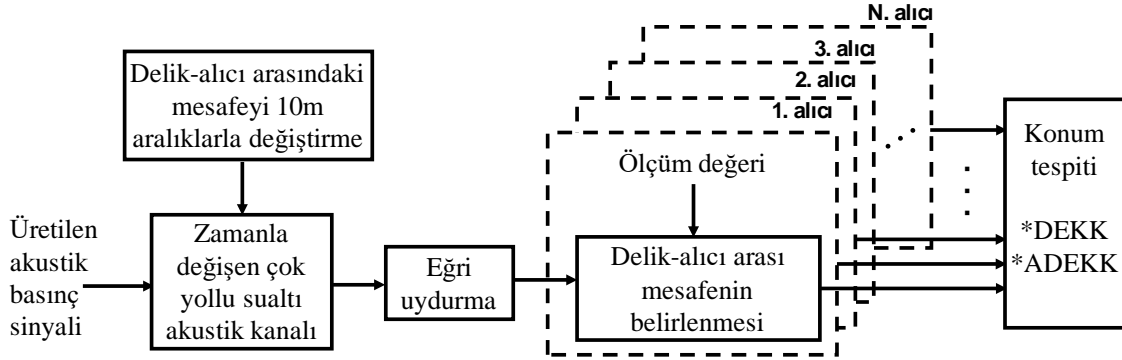 N. alıcı
3. alıcı
2. alıcı
1. alıcı
Delik-alıcı arasındaki
mesafeyi 10m
aralıklarla değiştirme
Üretilen
akustik
basınç
sinyali
Zamanla
değişen çok
yollu sualtı
akustik kanalı
Eğri
uydurma
Ölçüm değeri
Delik-alıcı arası
mesafenin
belirlenmesi
Konum
tespiti
*DEKK
*ADEKK